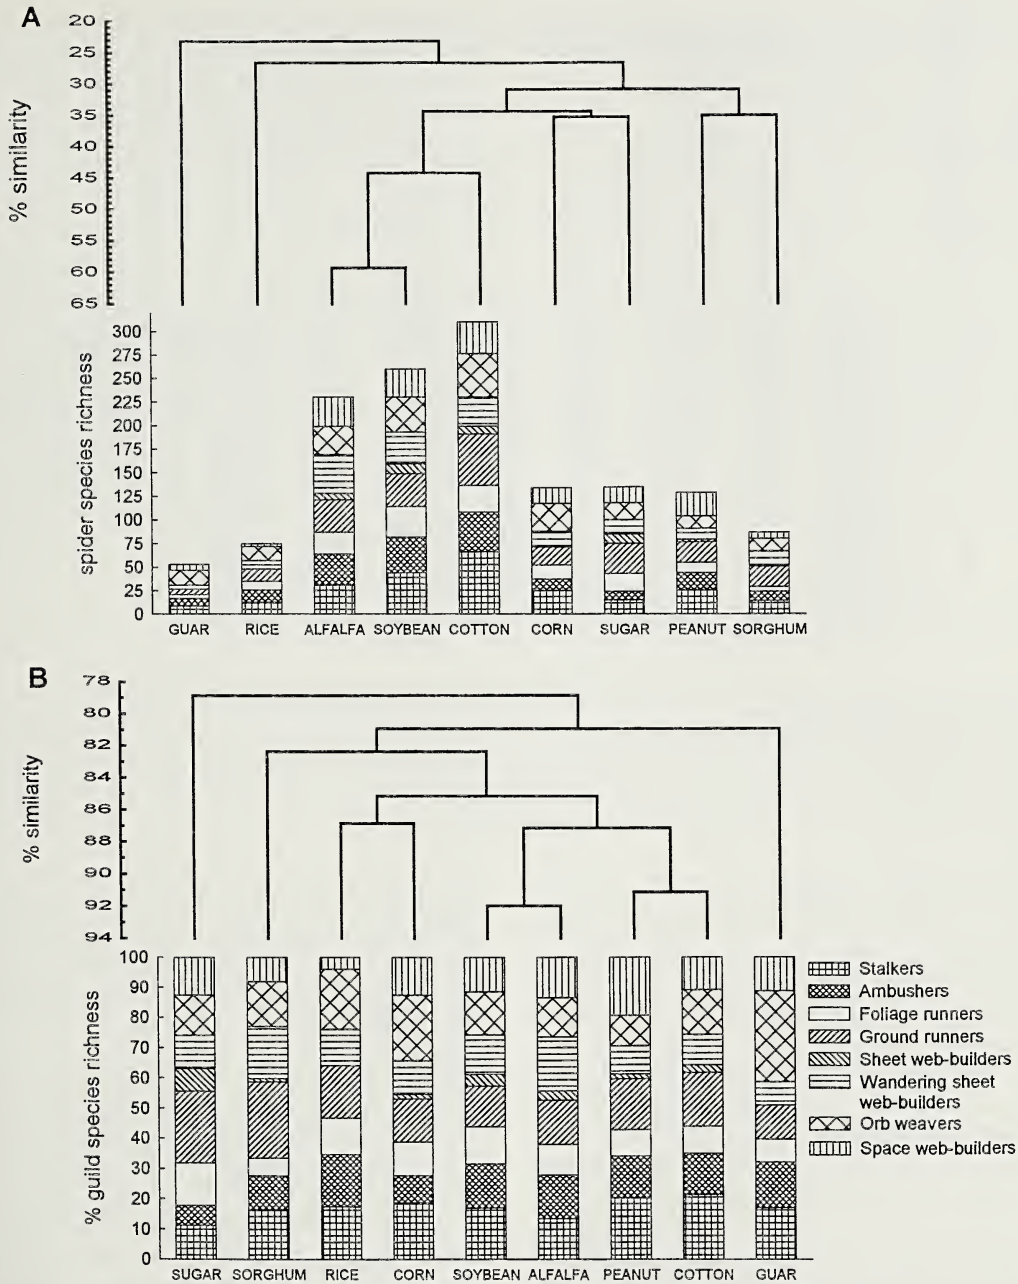 A
20
25
30
35
40
45
50
55
60
65
% similarity
300
275
250
225
200
175
150
125
100
75
50
25
0
spider species richness
GUAR RICE ALFALFA SOYBEAN COTTON CORN SUGAR PEANUT SORGHUM
B
78
80
82
84
86
88
90
92
94
% similarity
100
90
80
70
60
50
40
30
20
10
0
% guild species richness
Stalkers
Ambushers
Foliage runners
Ground runners
Sheet web-builders
Wandering sheet
web-builders
Orb weavers
Space web-builders
SUGAR SORGHUM RICE CORN SOYBEAN ALFALFA PEANUT COTTON GUAR